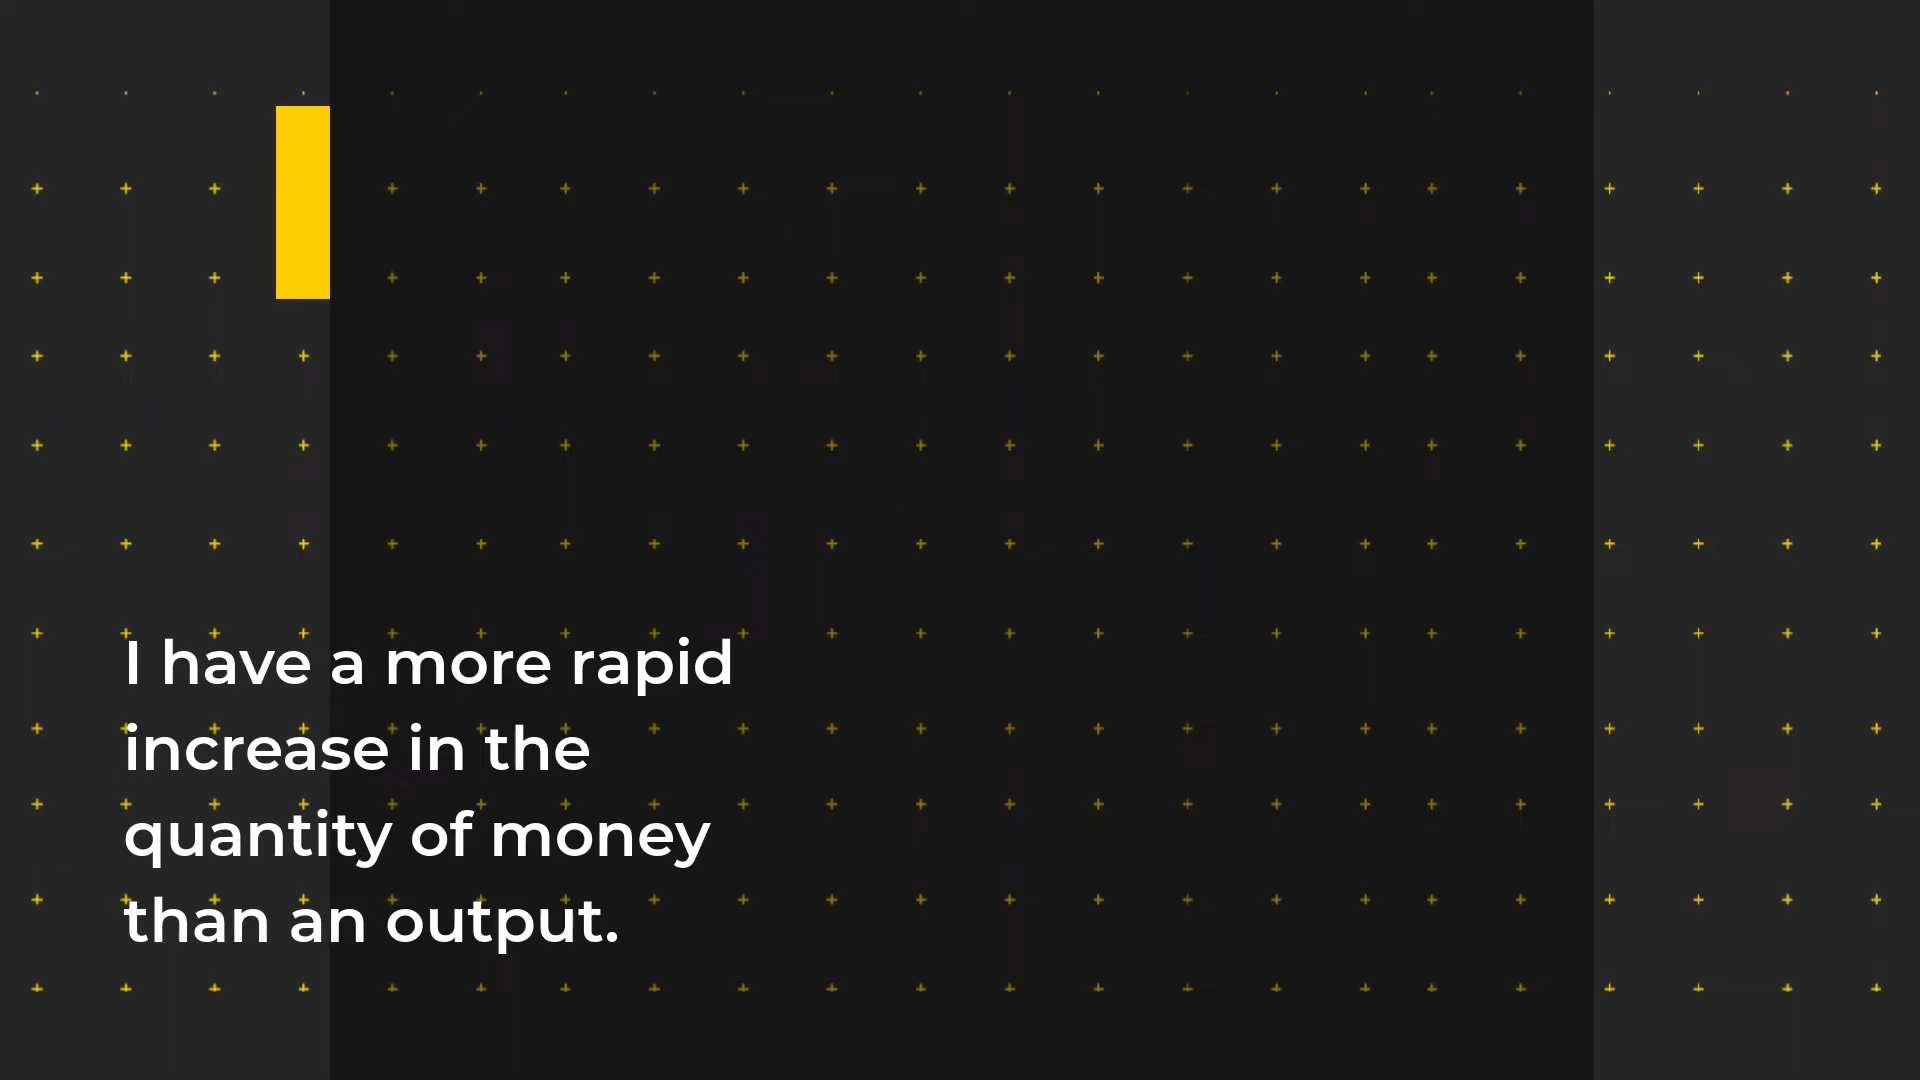 I have a more rapid
increase in the
quantity of money
than an output.